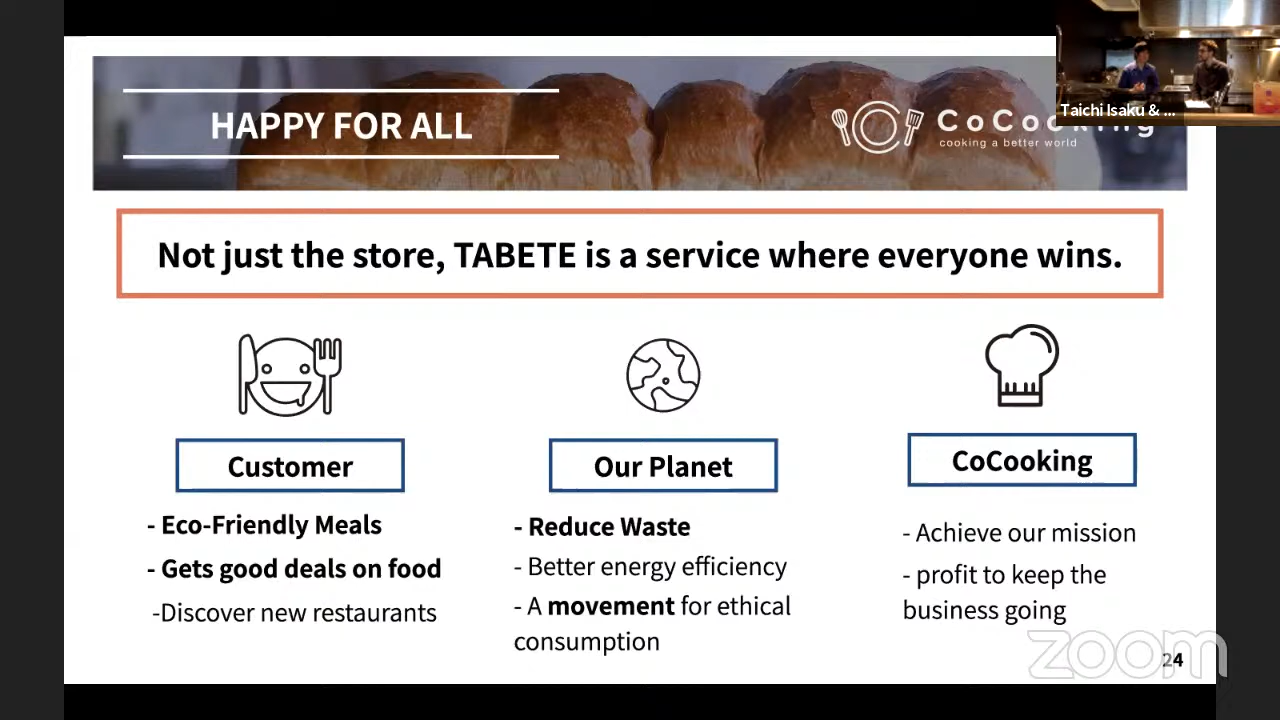 Taichi Isaku & ...
HAPPY FOR ALL
CoCooking
cooking a better world
Not just the store, TABETE is a service where everyone wins.
Customer
- Eco-Friendly Meals
- Gets good deals on food
-Discover new restaurants
Our Planet
- Reduce Waste
- Better energy efficiency
- A movement for ethical
consumption
CoCooking
- Achieve our mission
- profit to keep the
business going
zoom
24